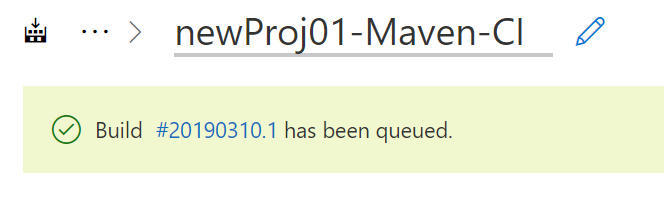 ··· > newProj01-Maven-CI
Build #20190310.1 has been queued.